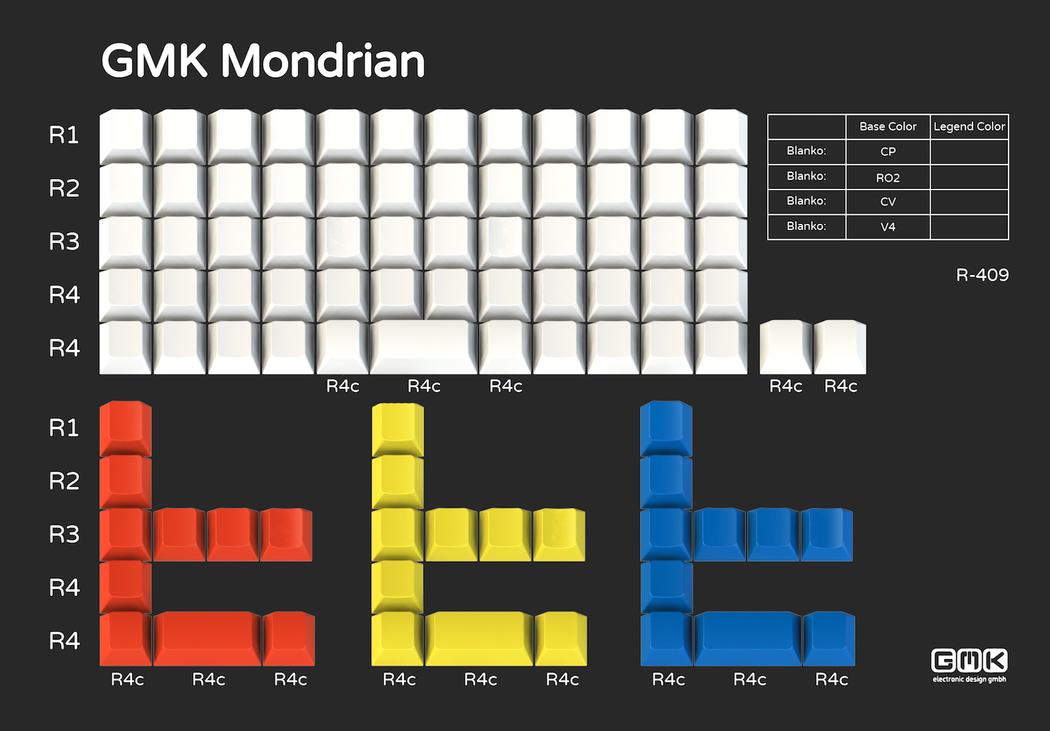 GMK Mondrian
R1
R2
R3
R4
R4
R4c R4c R4c R4c R4c
Base Color Legend Color
Blanko: CP
Blanko: RO2
Blanko: CV
Blanko: V4
R-409
R1
R2
R3
R4
R4
R4c R4c R4c R4c R4c R4c R4c R4c R4c
GMK
electronic design gmbh